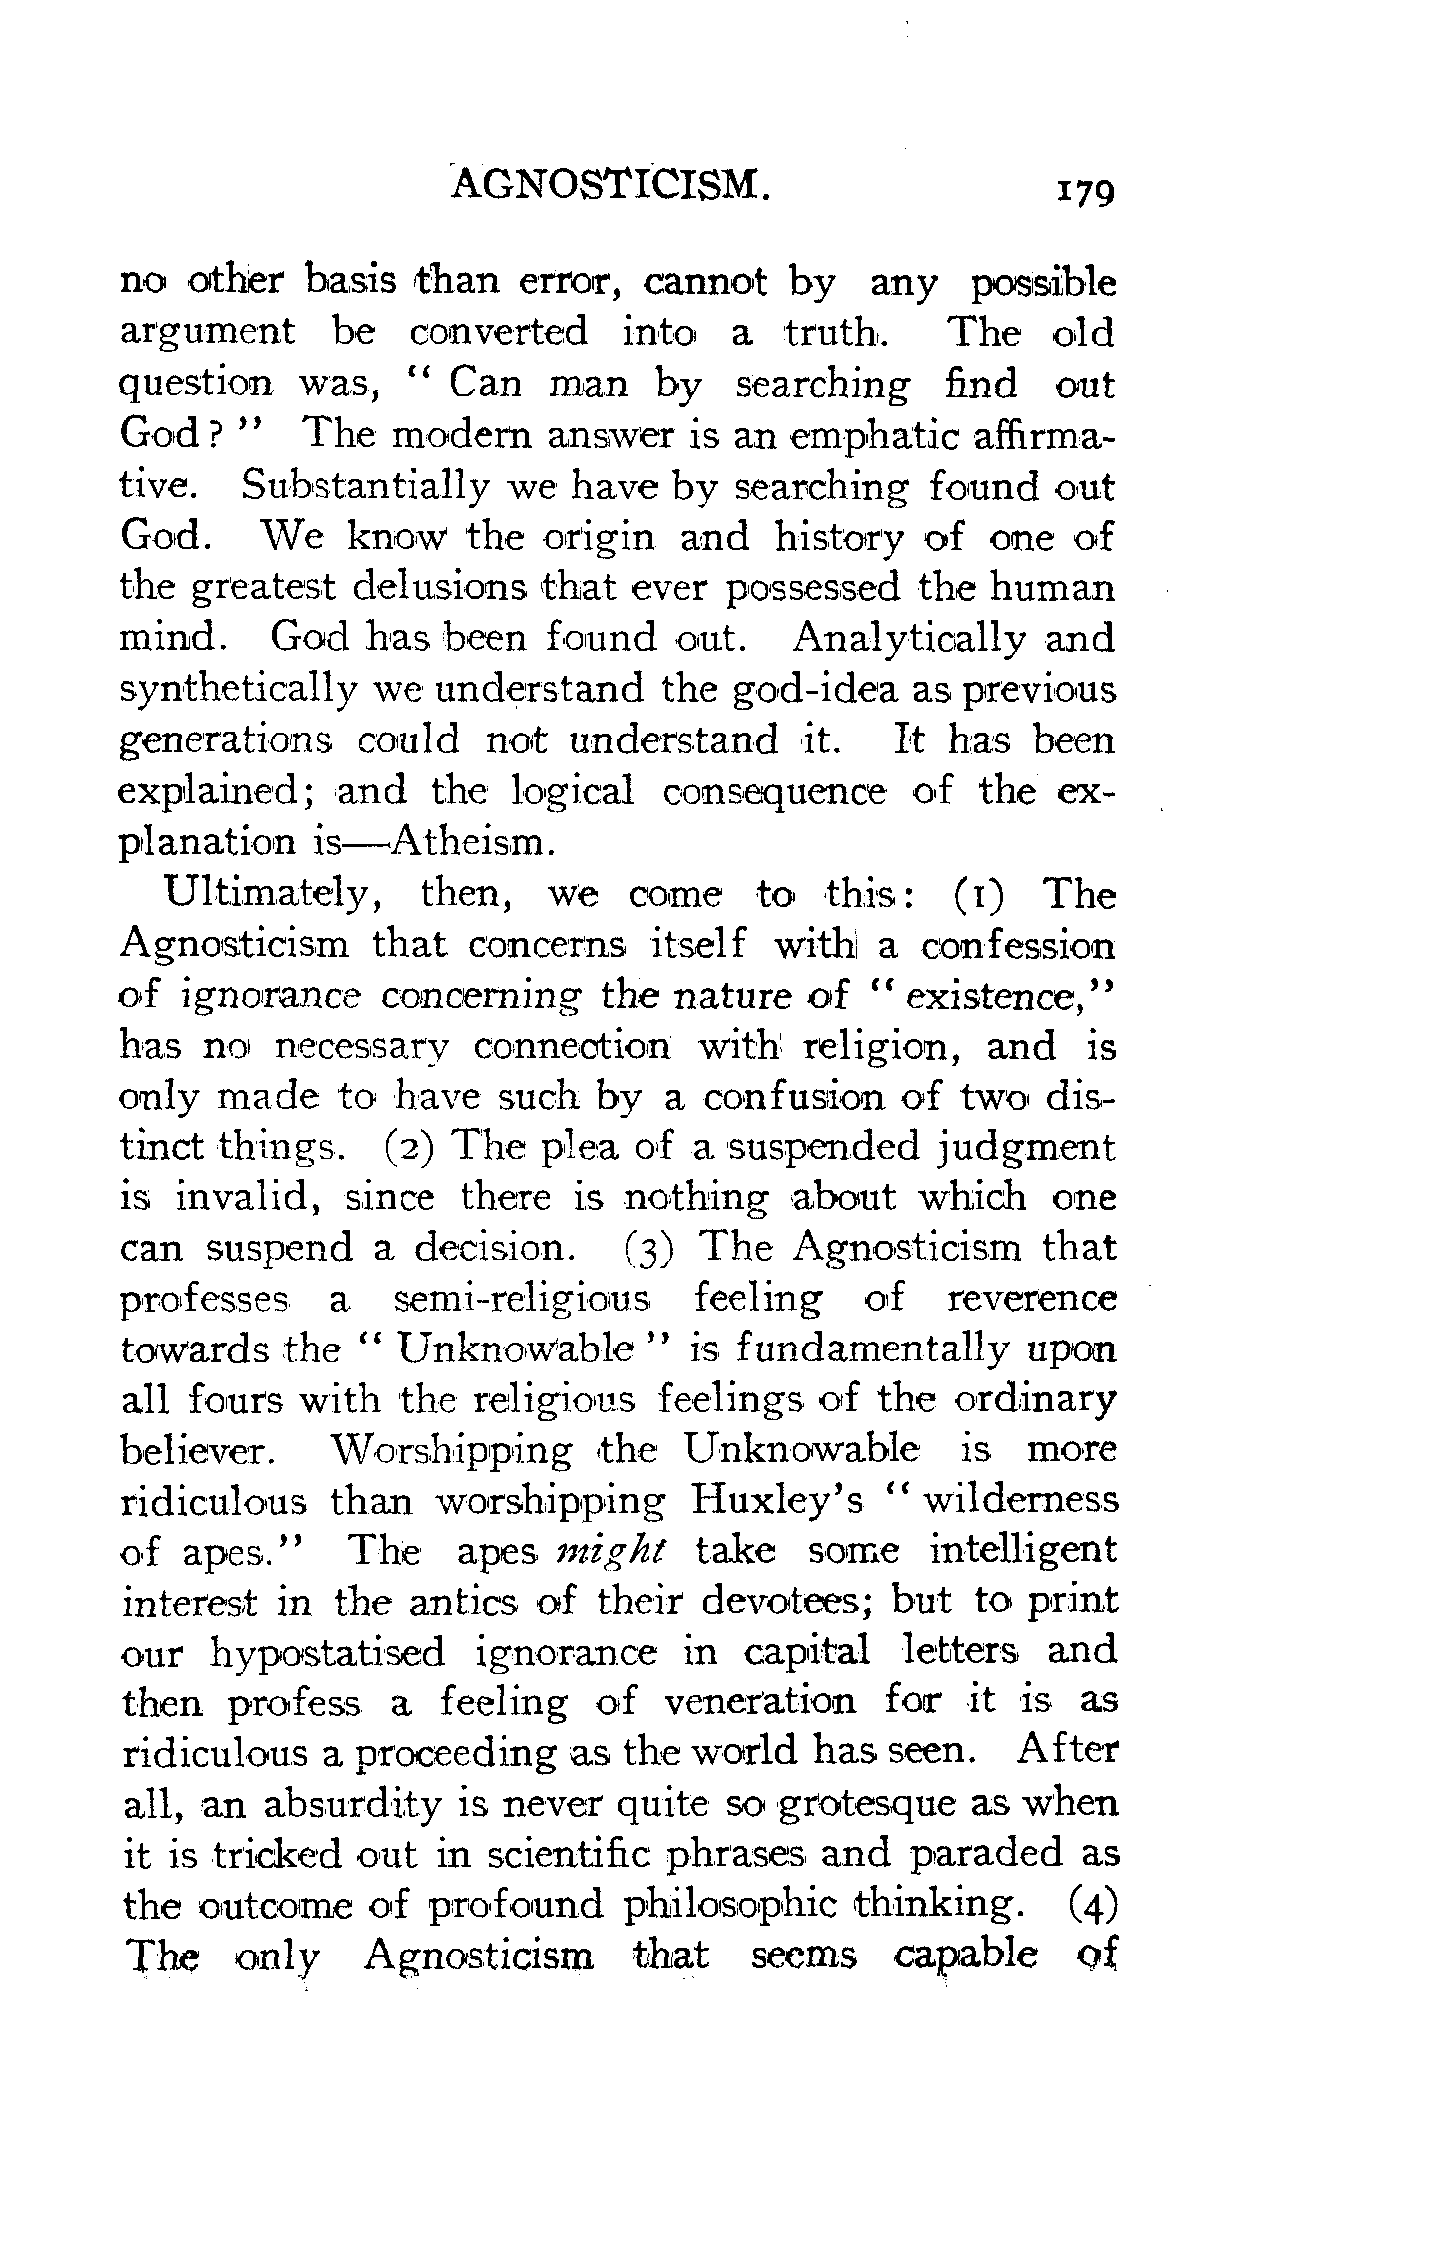 AGNOSTICISM. 179
no other basis than error, cannot by any possible
argument be converted into a truth. The old
question was, " Can man by searching find out
God ? " The modern answer is an emphatic affirma-
tive. Substantially we have by searching found out
God. We know the origin and history of one of
the greatest delusions that ever possessed the human
mind. God has been found out. Analytically and
synthetically we understand the god-idea as previous
generations could not understand it. It has been
explained; and the logical consequence of the ex-
planation is—Atheism.
Ultimately, then, we come to this: (1) The
Agnosticism that concerns itself with a confession
of ignorance concerning the nature of " existence,"
has no necessary connection with religion, and is
only made to have such by a confusion of two dis-
tinct things. (2) The plea of a suspended judgment
is invalid, since there is nothing about which one
can suspend a decision. (3) The Agnosticism that
professes a semi-religious feeling of reverence
towards the " Unknowable " is fundamentally upon
all fours with the religious feelings of the ordinary
believer. Worshipping the Unknowable is more
ridiculous than worshipping Huxley's " wilderness
of apes." The apes might take some intelligent
interest in the antics of their devotees; but to print
our hypostatised ignorance in capital letters and
then profess a feeling of veneration for it is as
ridiculous a proceeding as the world has seen. After
all, an absurdity is never quite so grotesque as when
it is tricked out in scientific phrases and paraded as
the outcome of profound philosophic thinking. (4)
The only Agnosticism that seems capable of